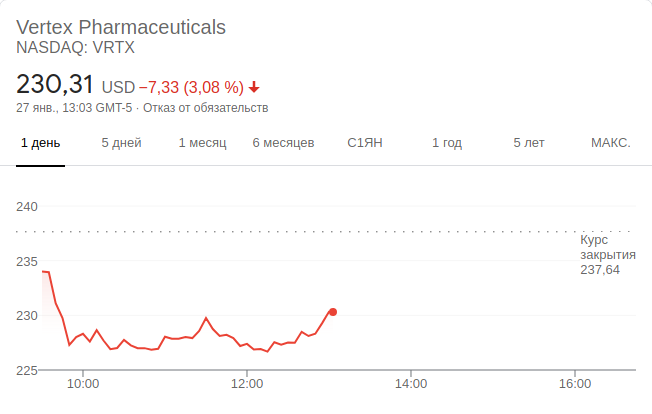 Vertex Pharmaceuticals
NASDAQ: VRTX
230,31 USD −7,33 (3,08 %)
27 янв., 13:03 GMT-5 · Отказ от обязательств
1 день 5 дней 1 месяц 6 месяцев С1ЯН 1 год 5 лет МАКС.
240
Курс
закрытия
237,64
235
230
225
10:00 12:00 14:00 16:00